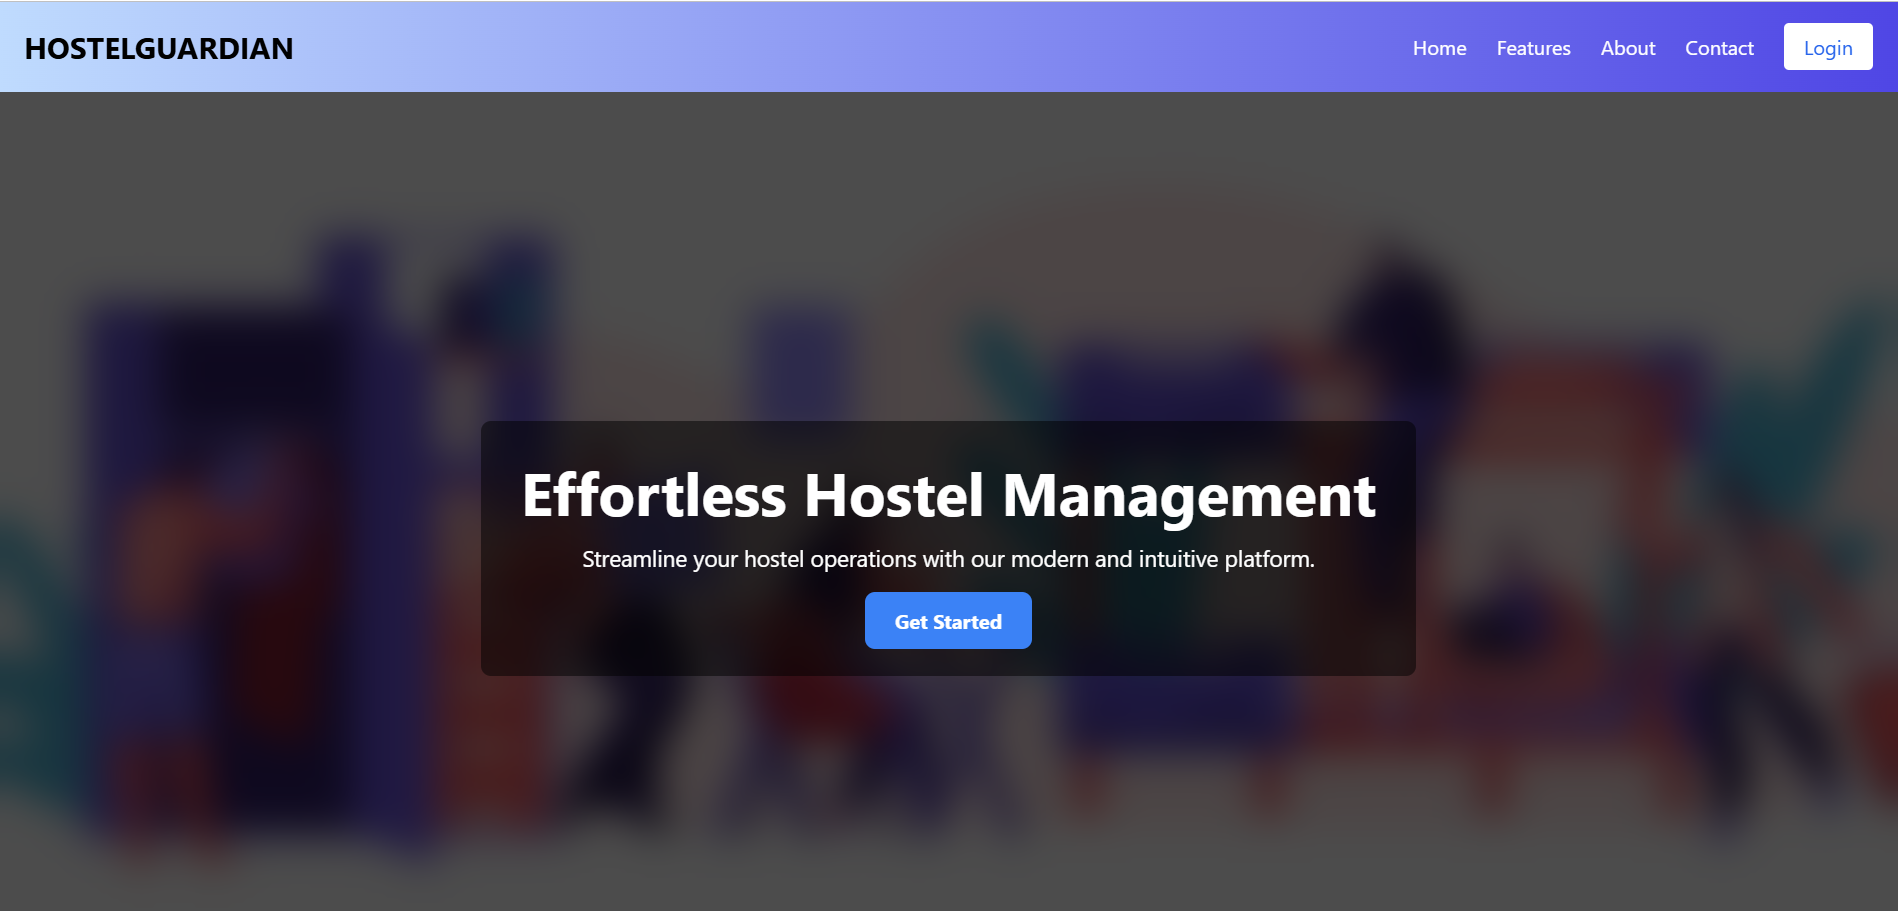 HOSTELGUARDIAN
Home Features About Contact Login
Effortless Hostel Management
Streamline your hostel operations with our modern and intuitive platform.
Get Started